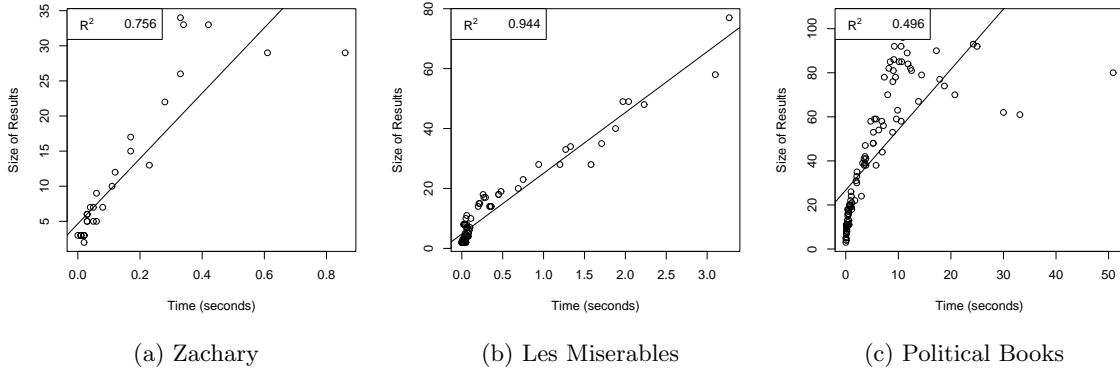 R² 0.756
35
30
25
20
15
10
5
Size of Results
0.0 0.2 0.4 0.6 0.8
Time (seconds)
(a) Zachary
R² 0.944
80
60
40
20
0
Size of Results
0.0 0.5 1.0 1.5 2.0 2.5 3.0
Time (seconds)
(b) Les Miserables
R² 0.496
100
80
60
40
20
0
Size of Results
0 10 20 30 40 50
Time (seconds)
(c) Political Books